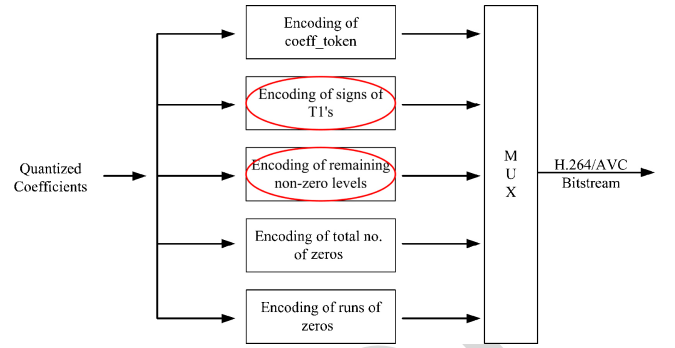 Encoding of
coeff_token
Encoding of signs of
T1's
Quantized
Coefficients
Encoding of remaining
non-zero levels
Encoding of total no.
of zeros
Encoding of runs of
zeros
M
U
X
H.264/AVC
Bitstream